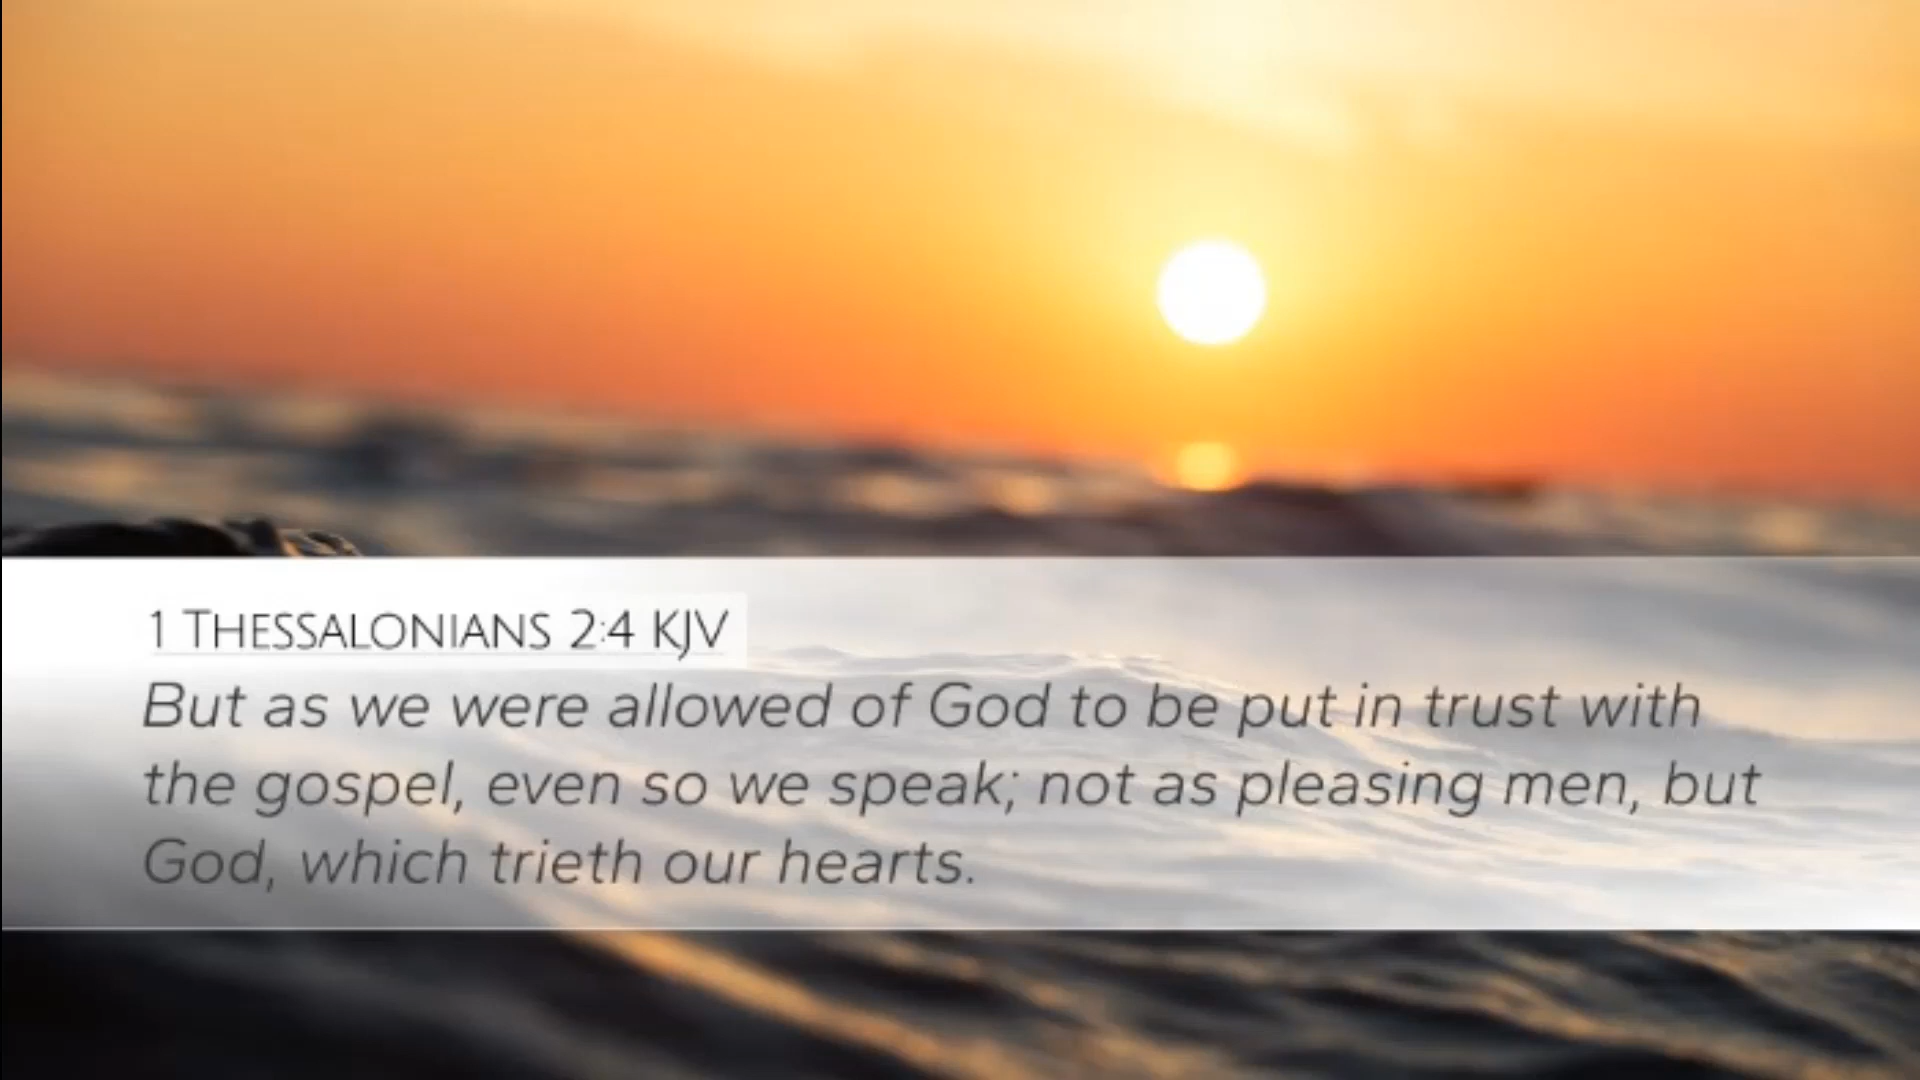 1 THESSALONIANS 2:4 KJV
But as we were allowed of God to be put in trust with
the gospel, even so we speak; not as pleasing men, but
God, which trieth our hearts.